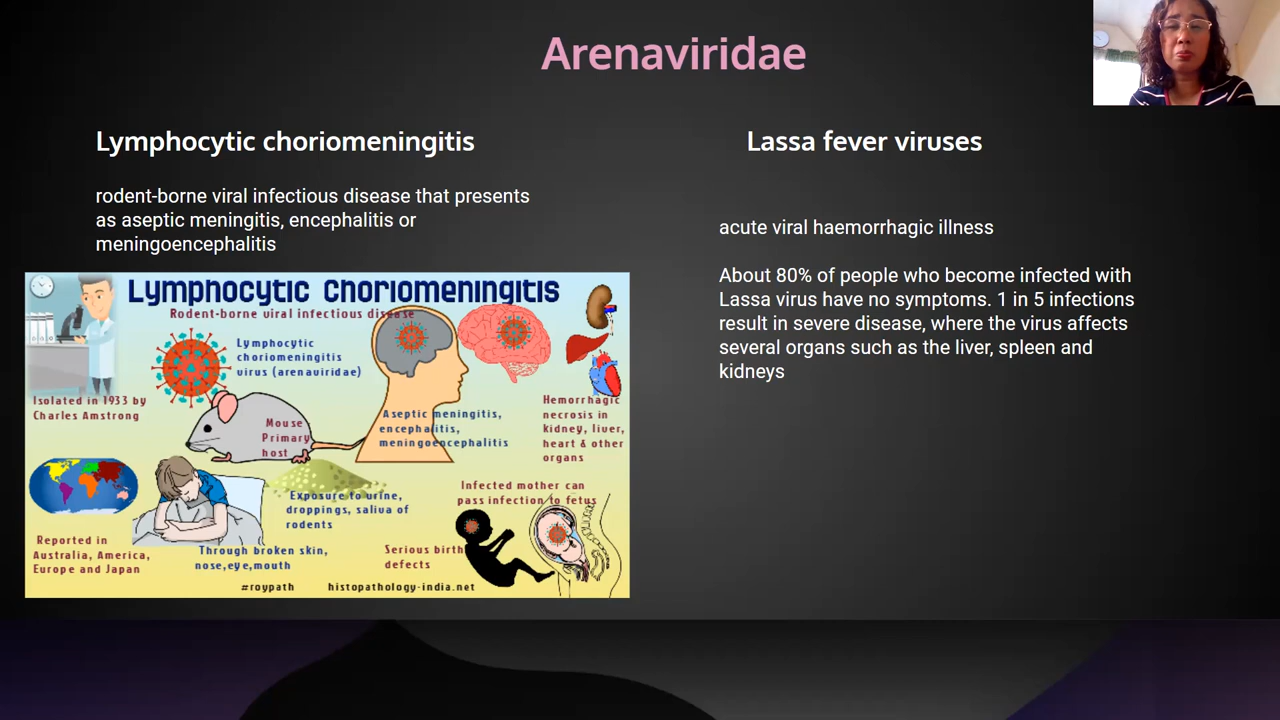 Arenaviridae
Lymphocytic choriomeningitis
rodent-borne viral infectious disease that presents
as aseptic meningitis, encephalitis or
meningoencephalitis
Lymphocytic Choriomeningitis
Rodent-borne viral infectious disease
Lymphocytic
choriomeningitis
virus (arenaviridae)
Isolated in 1933 by
Charles Amstrong
Mouse
Primary
host
Aseptic meningitis,
encephalitis,
meningoencephalitis
Hemorrhagic
necrosis in
kidney, liver,
heart & other
organs
Exposure to urine,
droppings, saliva of
rodents
Infected mother can
pass infection to fetus
Reported in
Australia, America,
Europe and Japan
Through broken skin,
nose,eye,mouth
Serious birth
defects
#roypath
histopathology-india.net
Lassa fever viruses
acute viral haemorrhagic illness
About 80% of people who become infected with
Lassa virus have no symptoms. 1 in 5 infections
result in severe disease, where the virus affects
several organs such as the liver, spleen and
kidneys